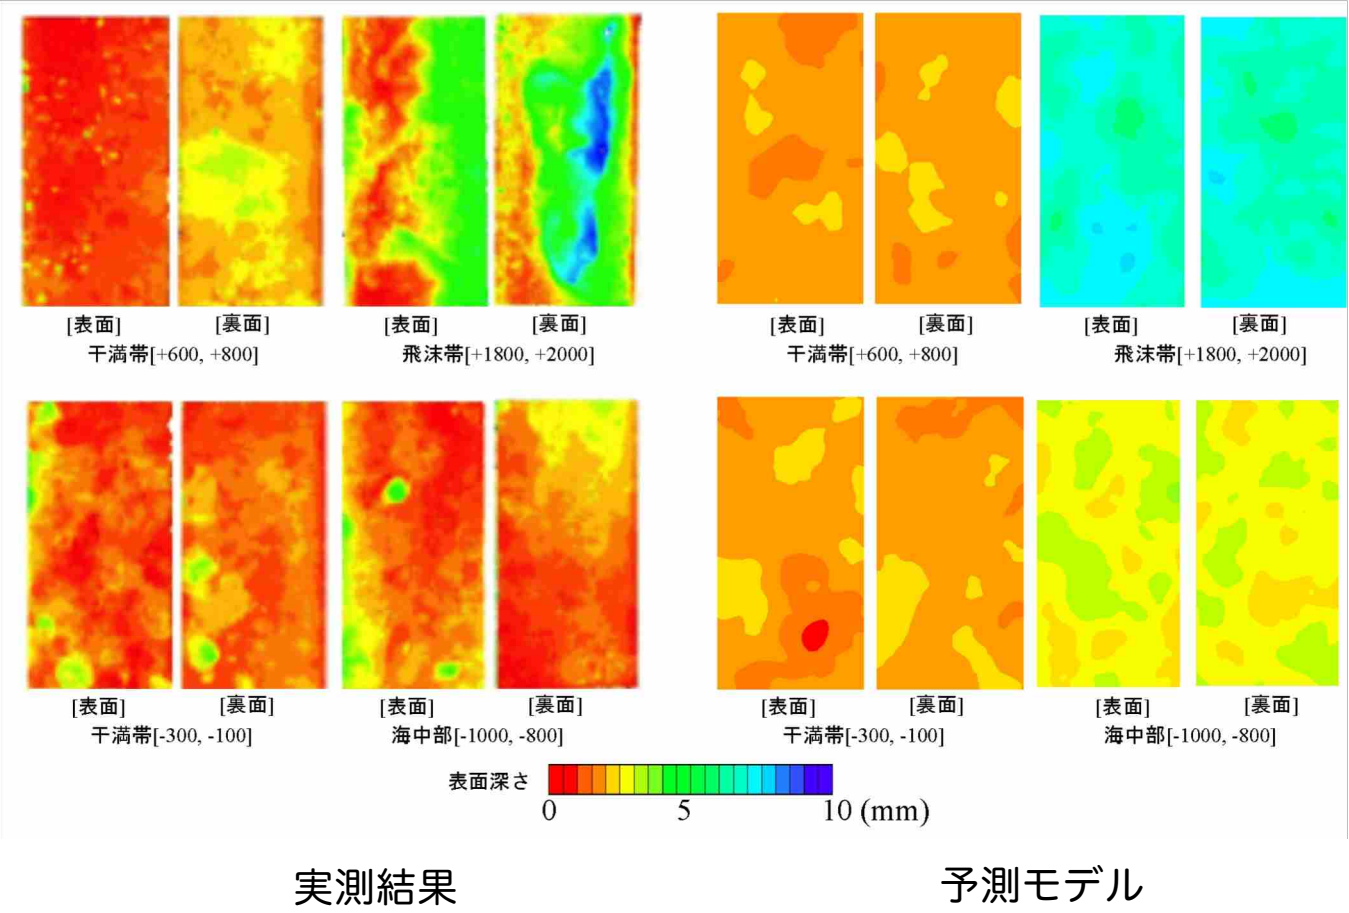 [表面] [裏面] [表面] [裏面] [表面] [裏面] [表面] [裏面]
干満帯[+600, +800] 飛沫帯[+1800, +2000] 干満帯[+600, +800] 飛沫帯[+1800, +2000]
[表面] [裏面] [表面] [裏面] [表面] [裏面] [表面] [裏面]
干満帯[-300, -100] 海中部[-1000, -800] 干満帯[-300, -100] 海中部[-1000, -800]
表面深さ
0 5 10 (mm)
実測結果 予測モデル